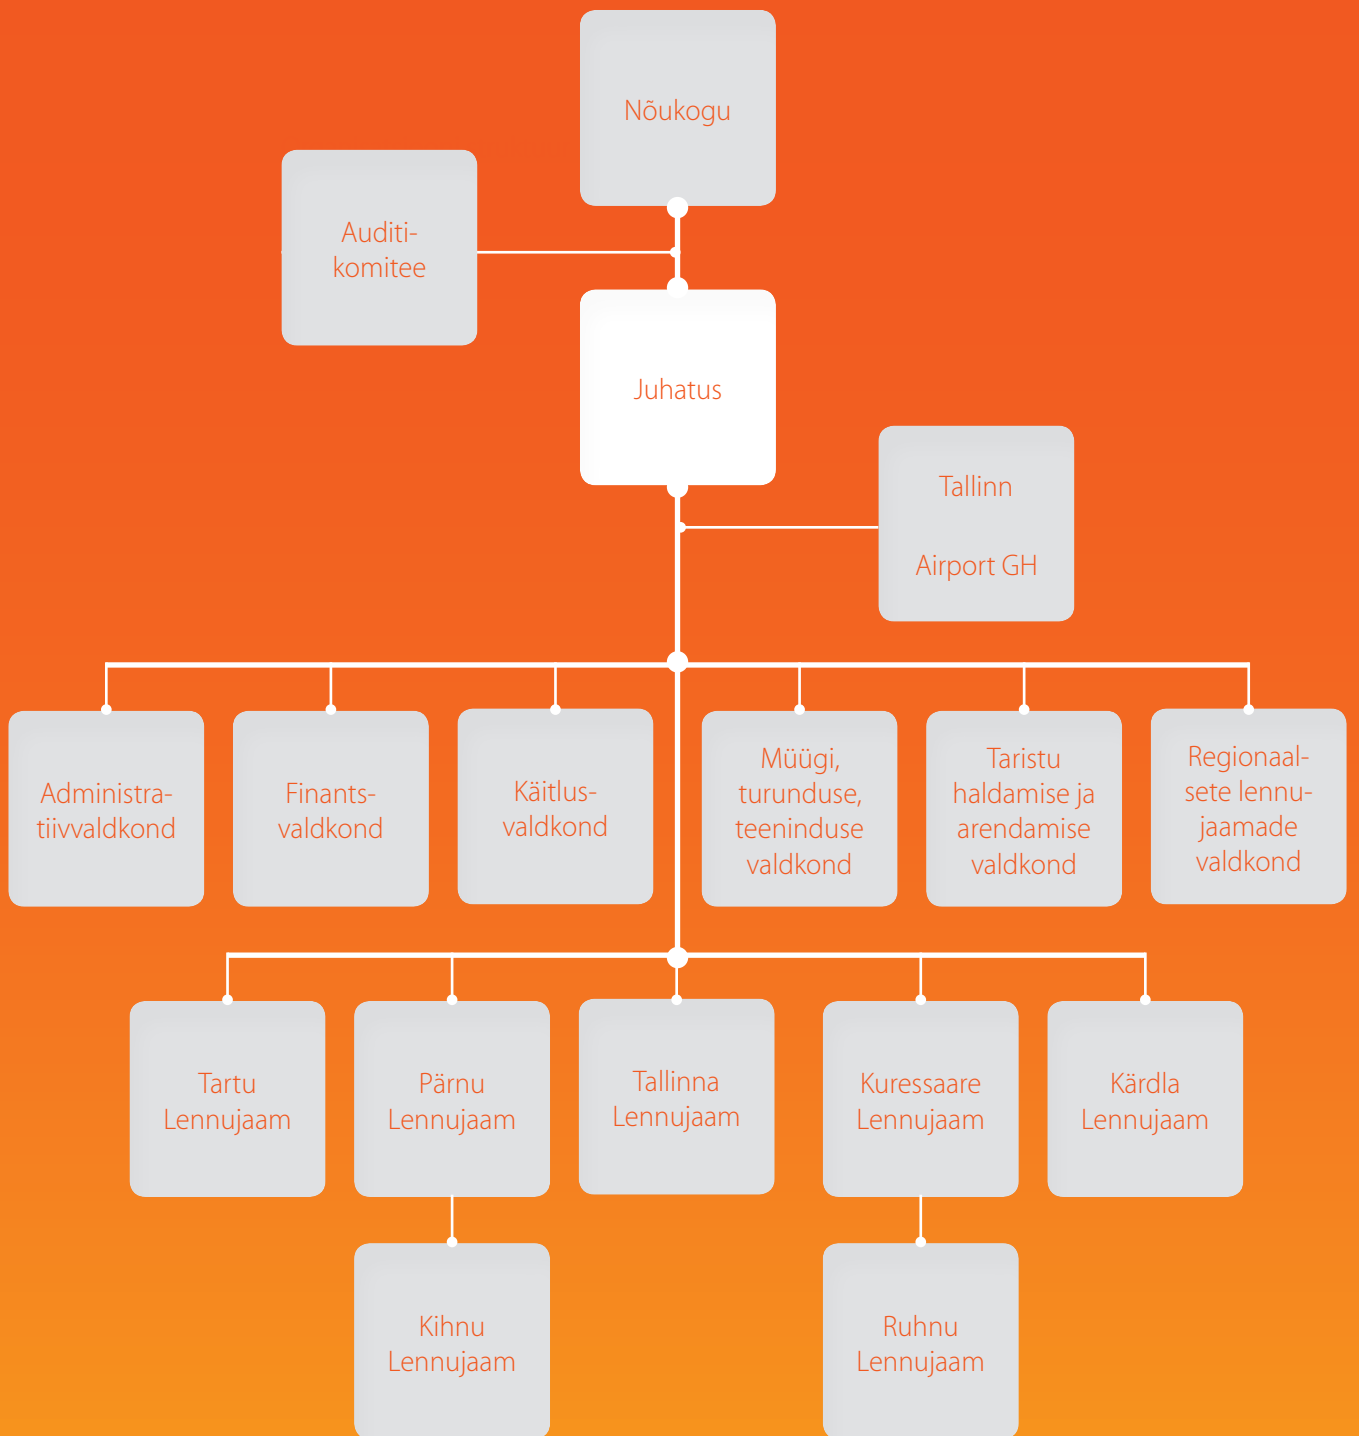 Nõukogu
Auditi-
komitee
Juhatus
Tallinn
Airport GH
Administra-
tiivvaldkond
Finants-
valdkond
Käitlus-
valdkond
Müügi,
turunduse,
teeninduse
valdkond
Taristu
haldamise ja
arendamise
valdkond
Regionaal-
sete lennu-
jaamade
valdkond
Tartu
Lennujaam
Pärnu
Lennujaam
Tallinna
Lennujaam
Kuressaare
Lennujaam
Kärdla
Lennujaam
Kihnu
Lennujaam
Ruhnu
Lennujaam